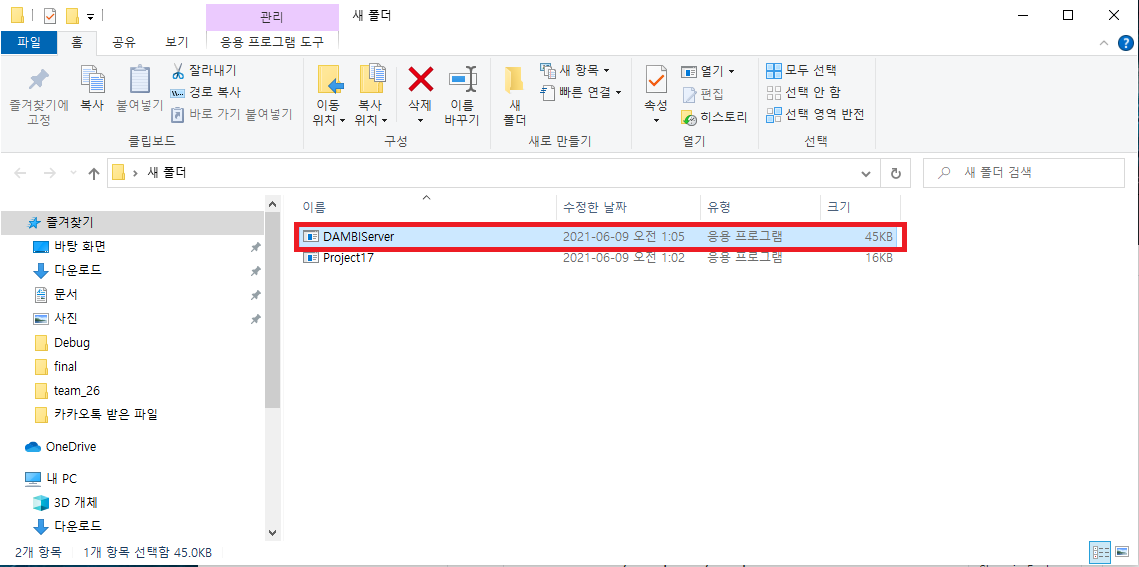 관리
새 폴더
파일
홈
공유
보기
응용 프로그램 도구
즐겨찾기에
고정
복사
붙여넣기
잘라내기
경로 복사
바로 가기 붙여넣기
클립보드
이동
위치
복사
위치
삭제
이름
바꾸기
구성
새
폴더
새 항목
빠른 연결
새로 만들기
속성
열기
편집
히스토리
열기
모두 선택
선택 안 함
선택 영역 반전
선택
새 폴더
새 폴더 검색
이름 수정한 날짜 유형 크기
DAMBIServer 2021-06-09 오전 1:05 응용 프로그램 45KB
Project17 2021-06-09 오전 1:02 응용 프로그램 16KB
즐겨찾기
바탕 화면
다운로드
문서
사진
Debug
final
team_26
카카오톡 받은 파일
OneDrive
내 PC
3D 개체
다운로드
2개 항목 1개 항목 선택함 45.0KB